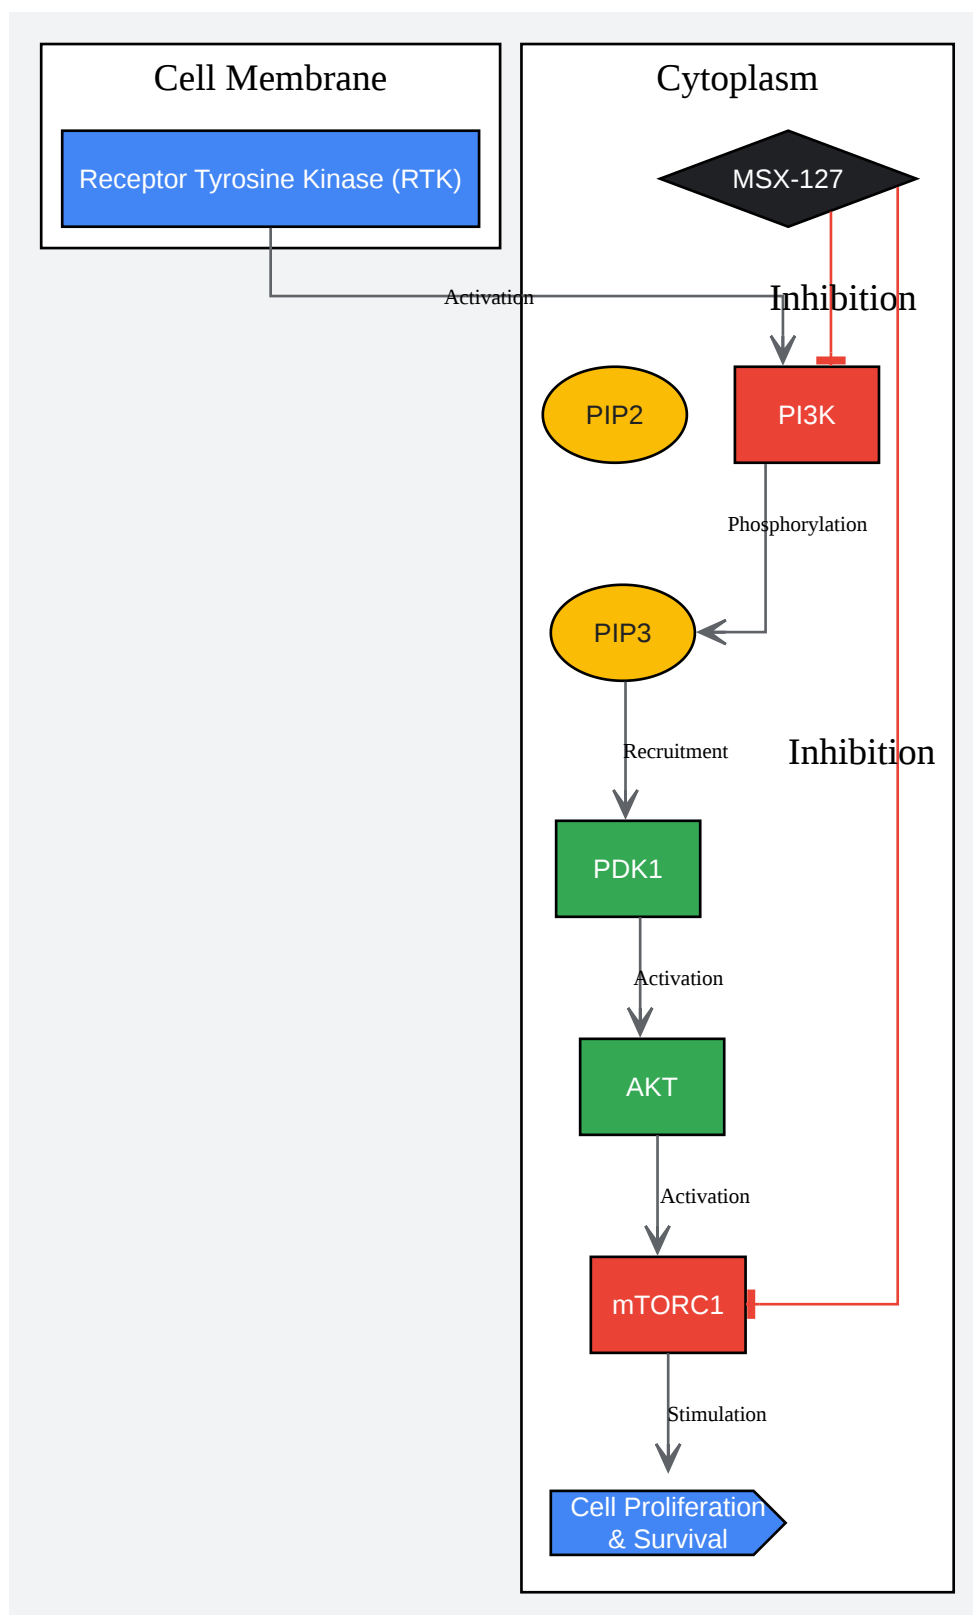 Cell Membrane
Cytoplasm
Receptor Tyrosine Kinase (RTK)
MSX-127
Activation
Inhibition
PIP2
PI3K
Phosphorylation
PIP3
Recruitment
Inhibition
PDK1
Activation
AKT
Activation
mTORC1
Stimulation
Cell Proliferation
& Survival